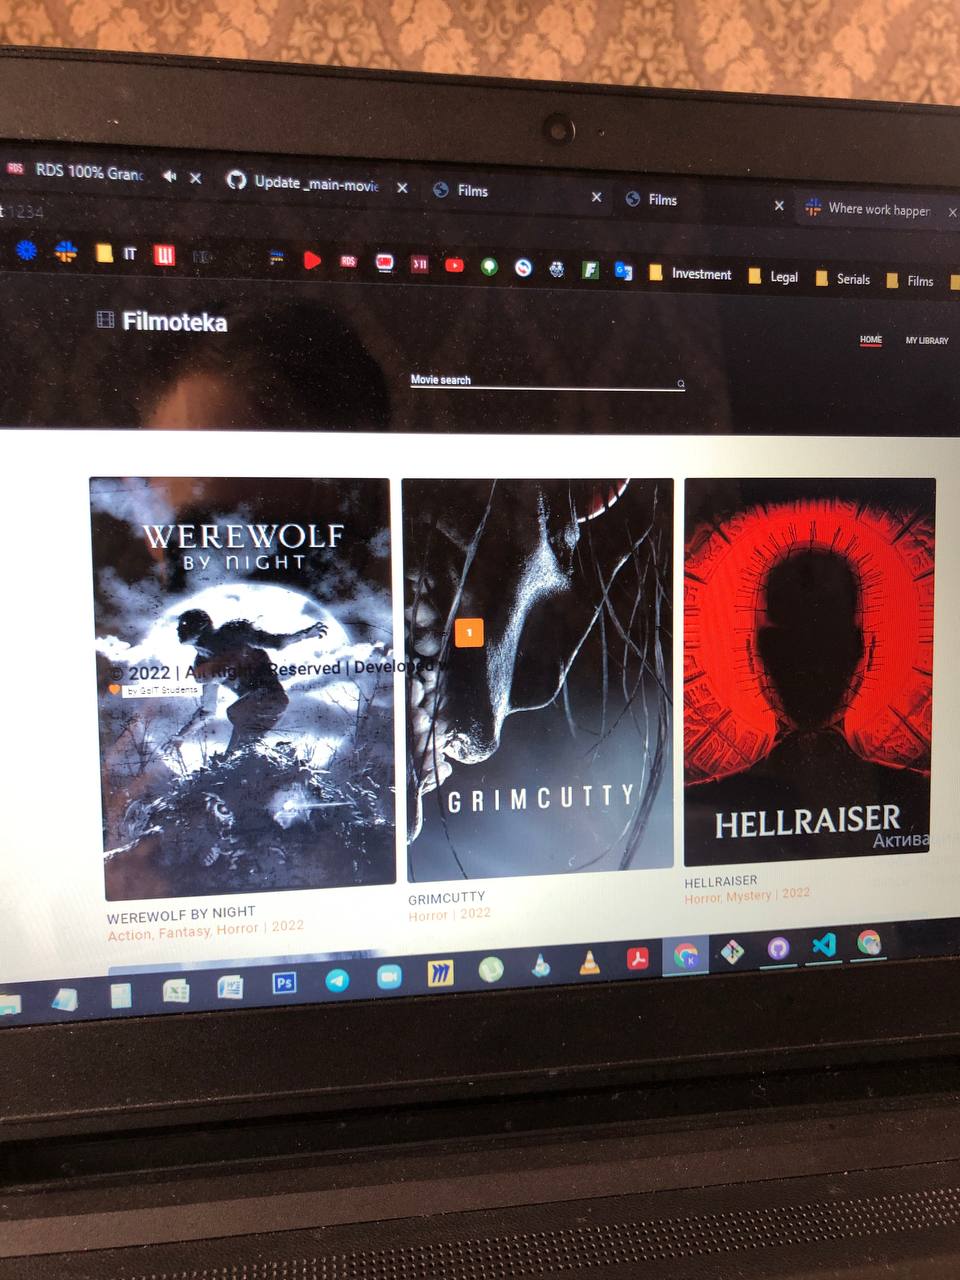 RDS 100% Granc
Update _main-movie
Films
Films
Where work happen
t:1234
IT
Investment
Legal
Serials
Films
Filmoteka
HOME
MY LIBRARY
Movie search
WEREWOLF
BY NIGHT
1
© 2022 | All Rights Reserved | Developed w
by GoIT Students
GRIMCUTTY
HELLRAISER
Актива
WEREWOLF BY NIGHT
Action, Fantasy, Horror | 2022
GRIMCUTTY
Horror | 2022
HELLRAISER
Horror, Mystery | 2022
Ps